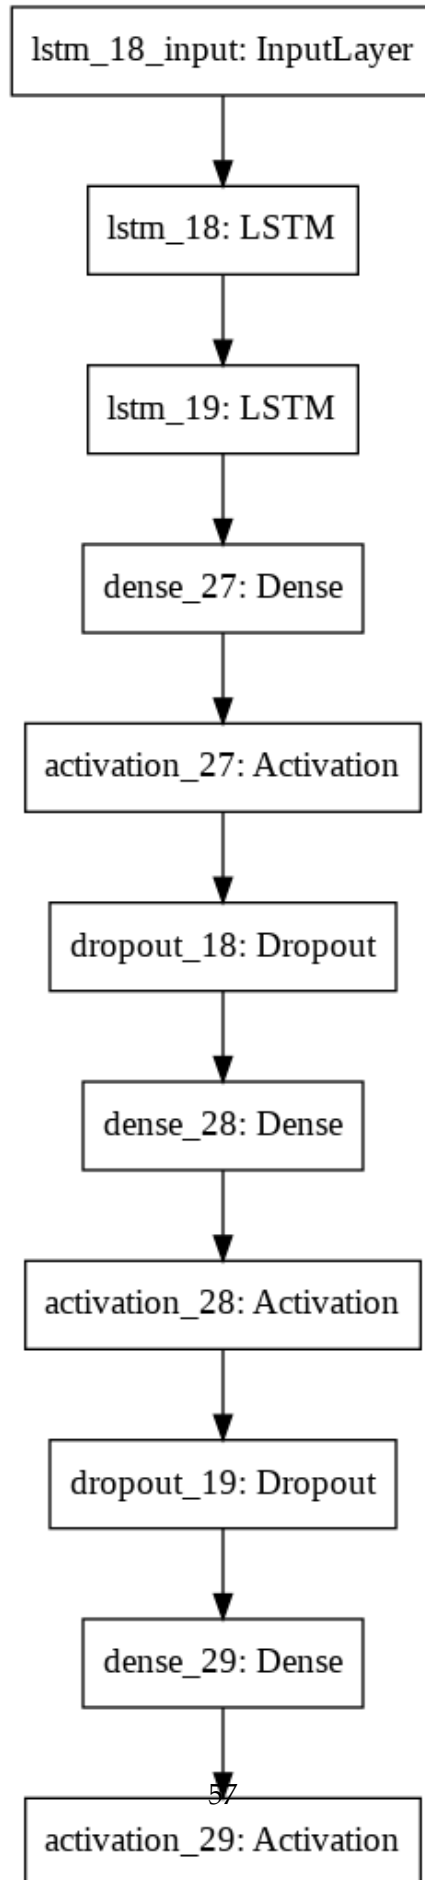 lstm_18_input: InputLayer
lstm_18: LSTM
lstm_19: LSTM
dense_27: Dense
activation_27: Activation
dropout_18: Dropout
dense_28: Dense
activation_28: Activation
dropout_19: Dropout
dense_29: Dense
57
activation_29: Activation